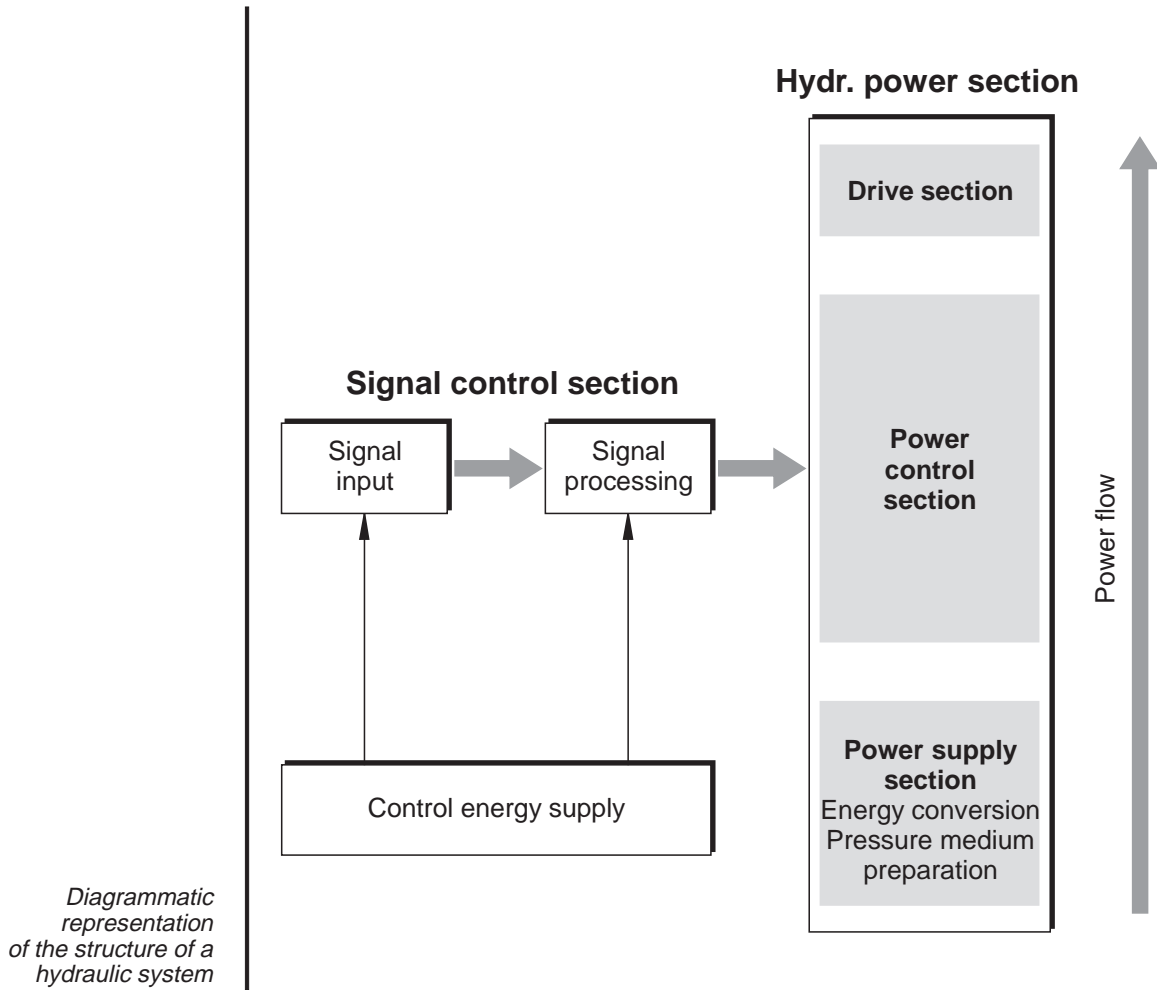 Hydr. power section
Drive section
Signal control section
Signal
input
Signal
processing
Power
control
section
Power flow
Control energy supply
Power supply
section
Energy conversion
Pressure medium
preparation
Diagrammatic
representation
of the structure of a
hydraulic system